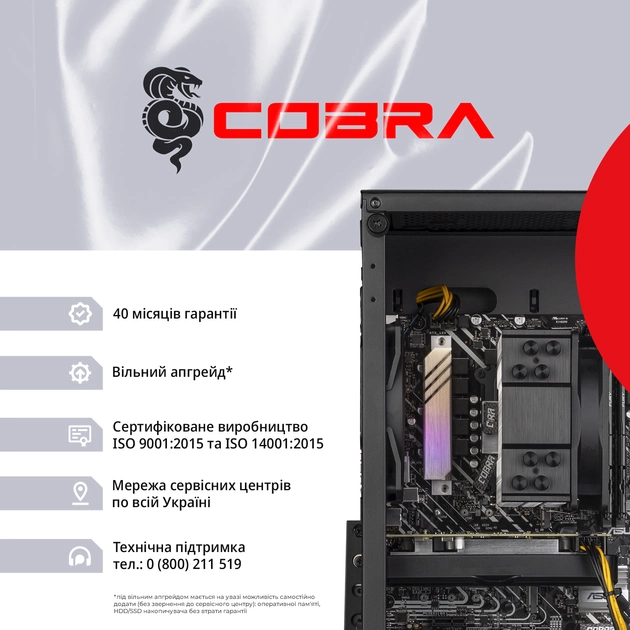 COBRA
40 місяців гарантії
Вільний апгрейд*
Сертифіковане виробництво
ISO 9001:2015 та ISO 14001:2015
Мережа сервісних центрів
по всій Україні
Технічна підтримка
тел.: 0 (800) 211 519
*під вільним апгрейдом мається на увазі можливість самостійно
додати (без звернення до сервісного центру): оперативної пам'яті,
HDD/SSD накопичувача без втрати гарантії
COBRA